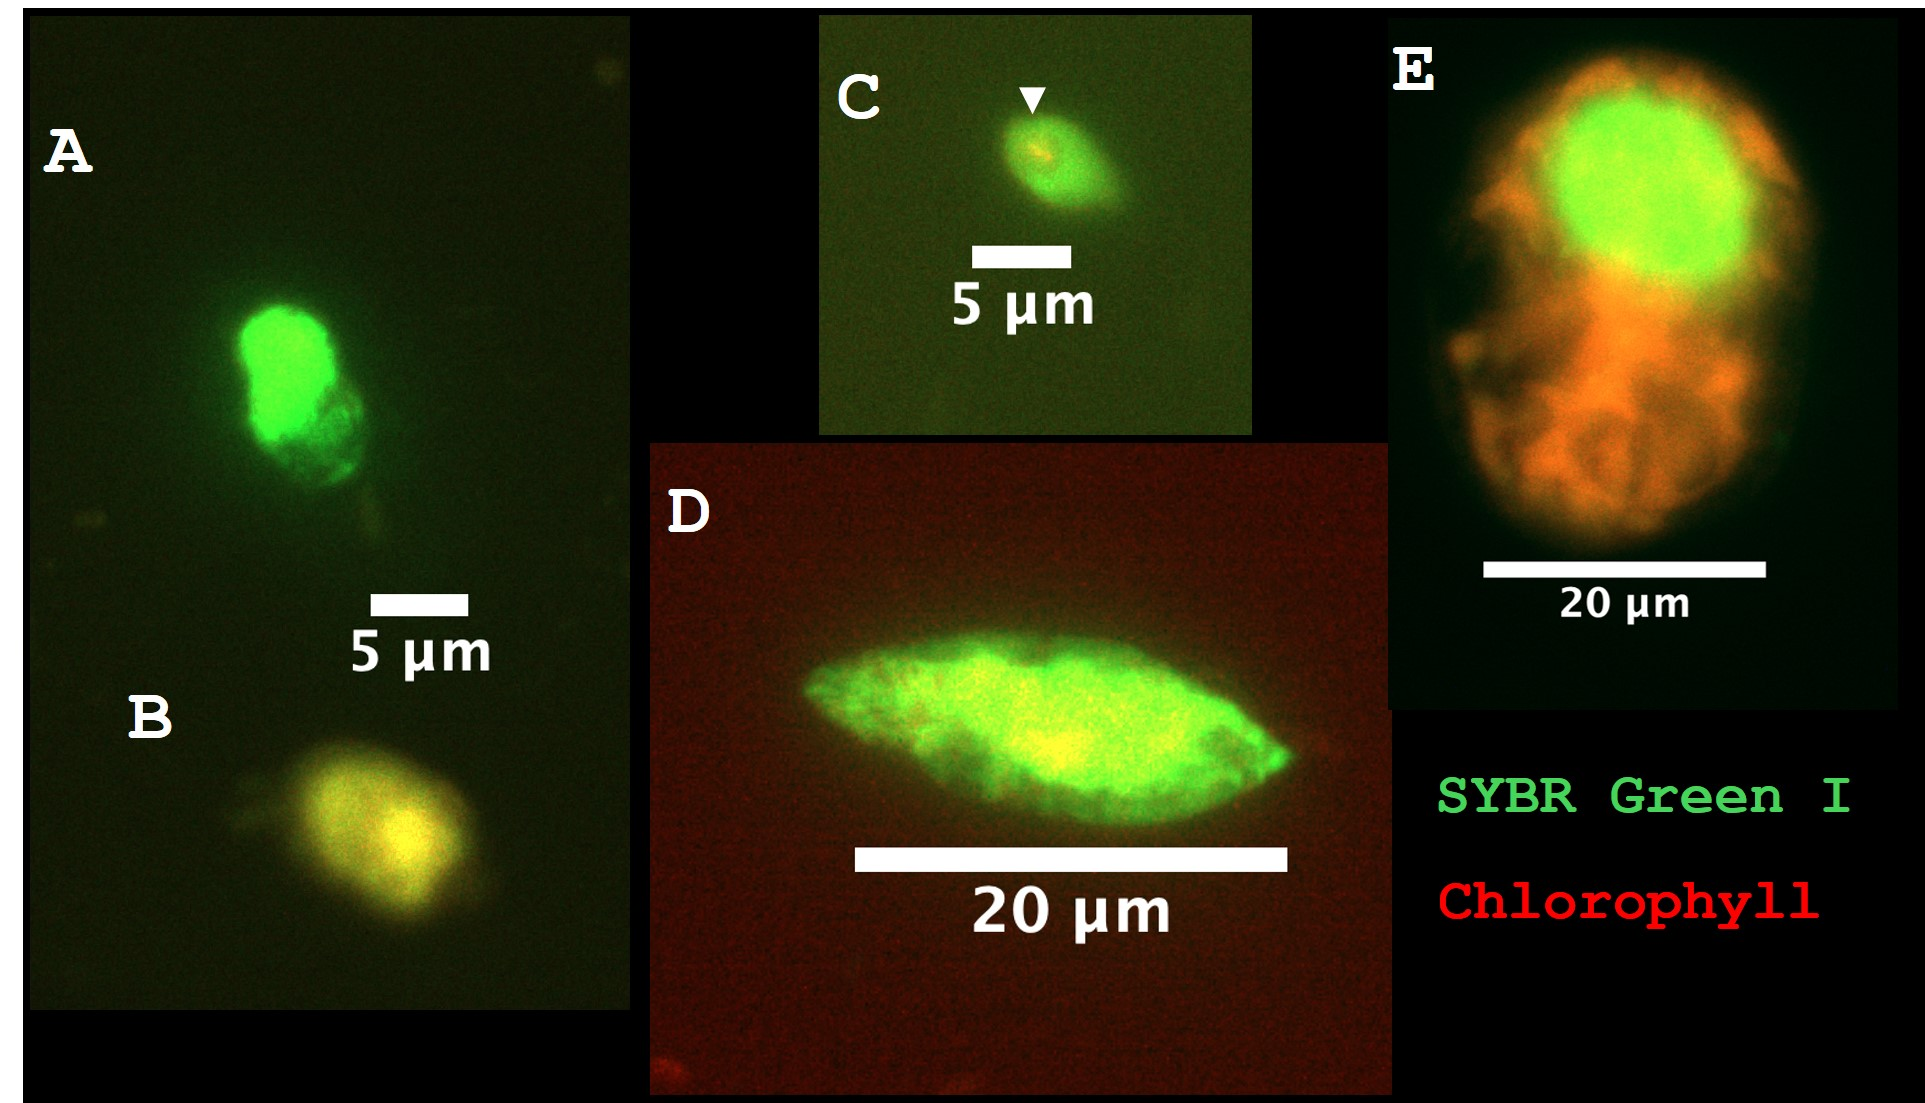 A
5 µm
B
C
5 µm
D
20 µm
E
20 µm
SYBR Green I
Chlorophyll